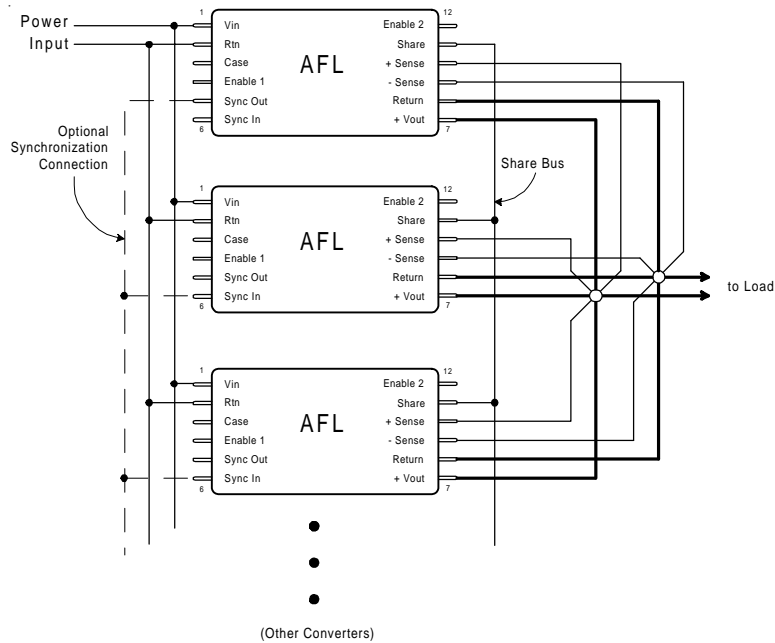 Power
Input
Optional
Synchronization
Connection
1
12
Vin
Enable 2
Rtn
Share
Case
AFL
+ Sense
Enable 1
- Sense
Sync Out
Return
Sync In
+ Vout
6
7
Share Bus
1
12
Vin
Enable 2
Rtn
Share
Case
AFL
+ Sense
Enable 1
- Sense
Sync Out
Return
Sync In
+ Vout
6
7
to Load
1
12
Vin
Enable 2
Rtn
Share
Case
AFL
+ Sense
Enable 1
- Sense
Sync Out
Return
Sync In
+ Vout
6
7
(Other Converters)